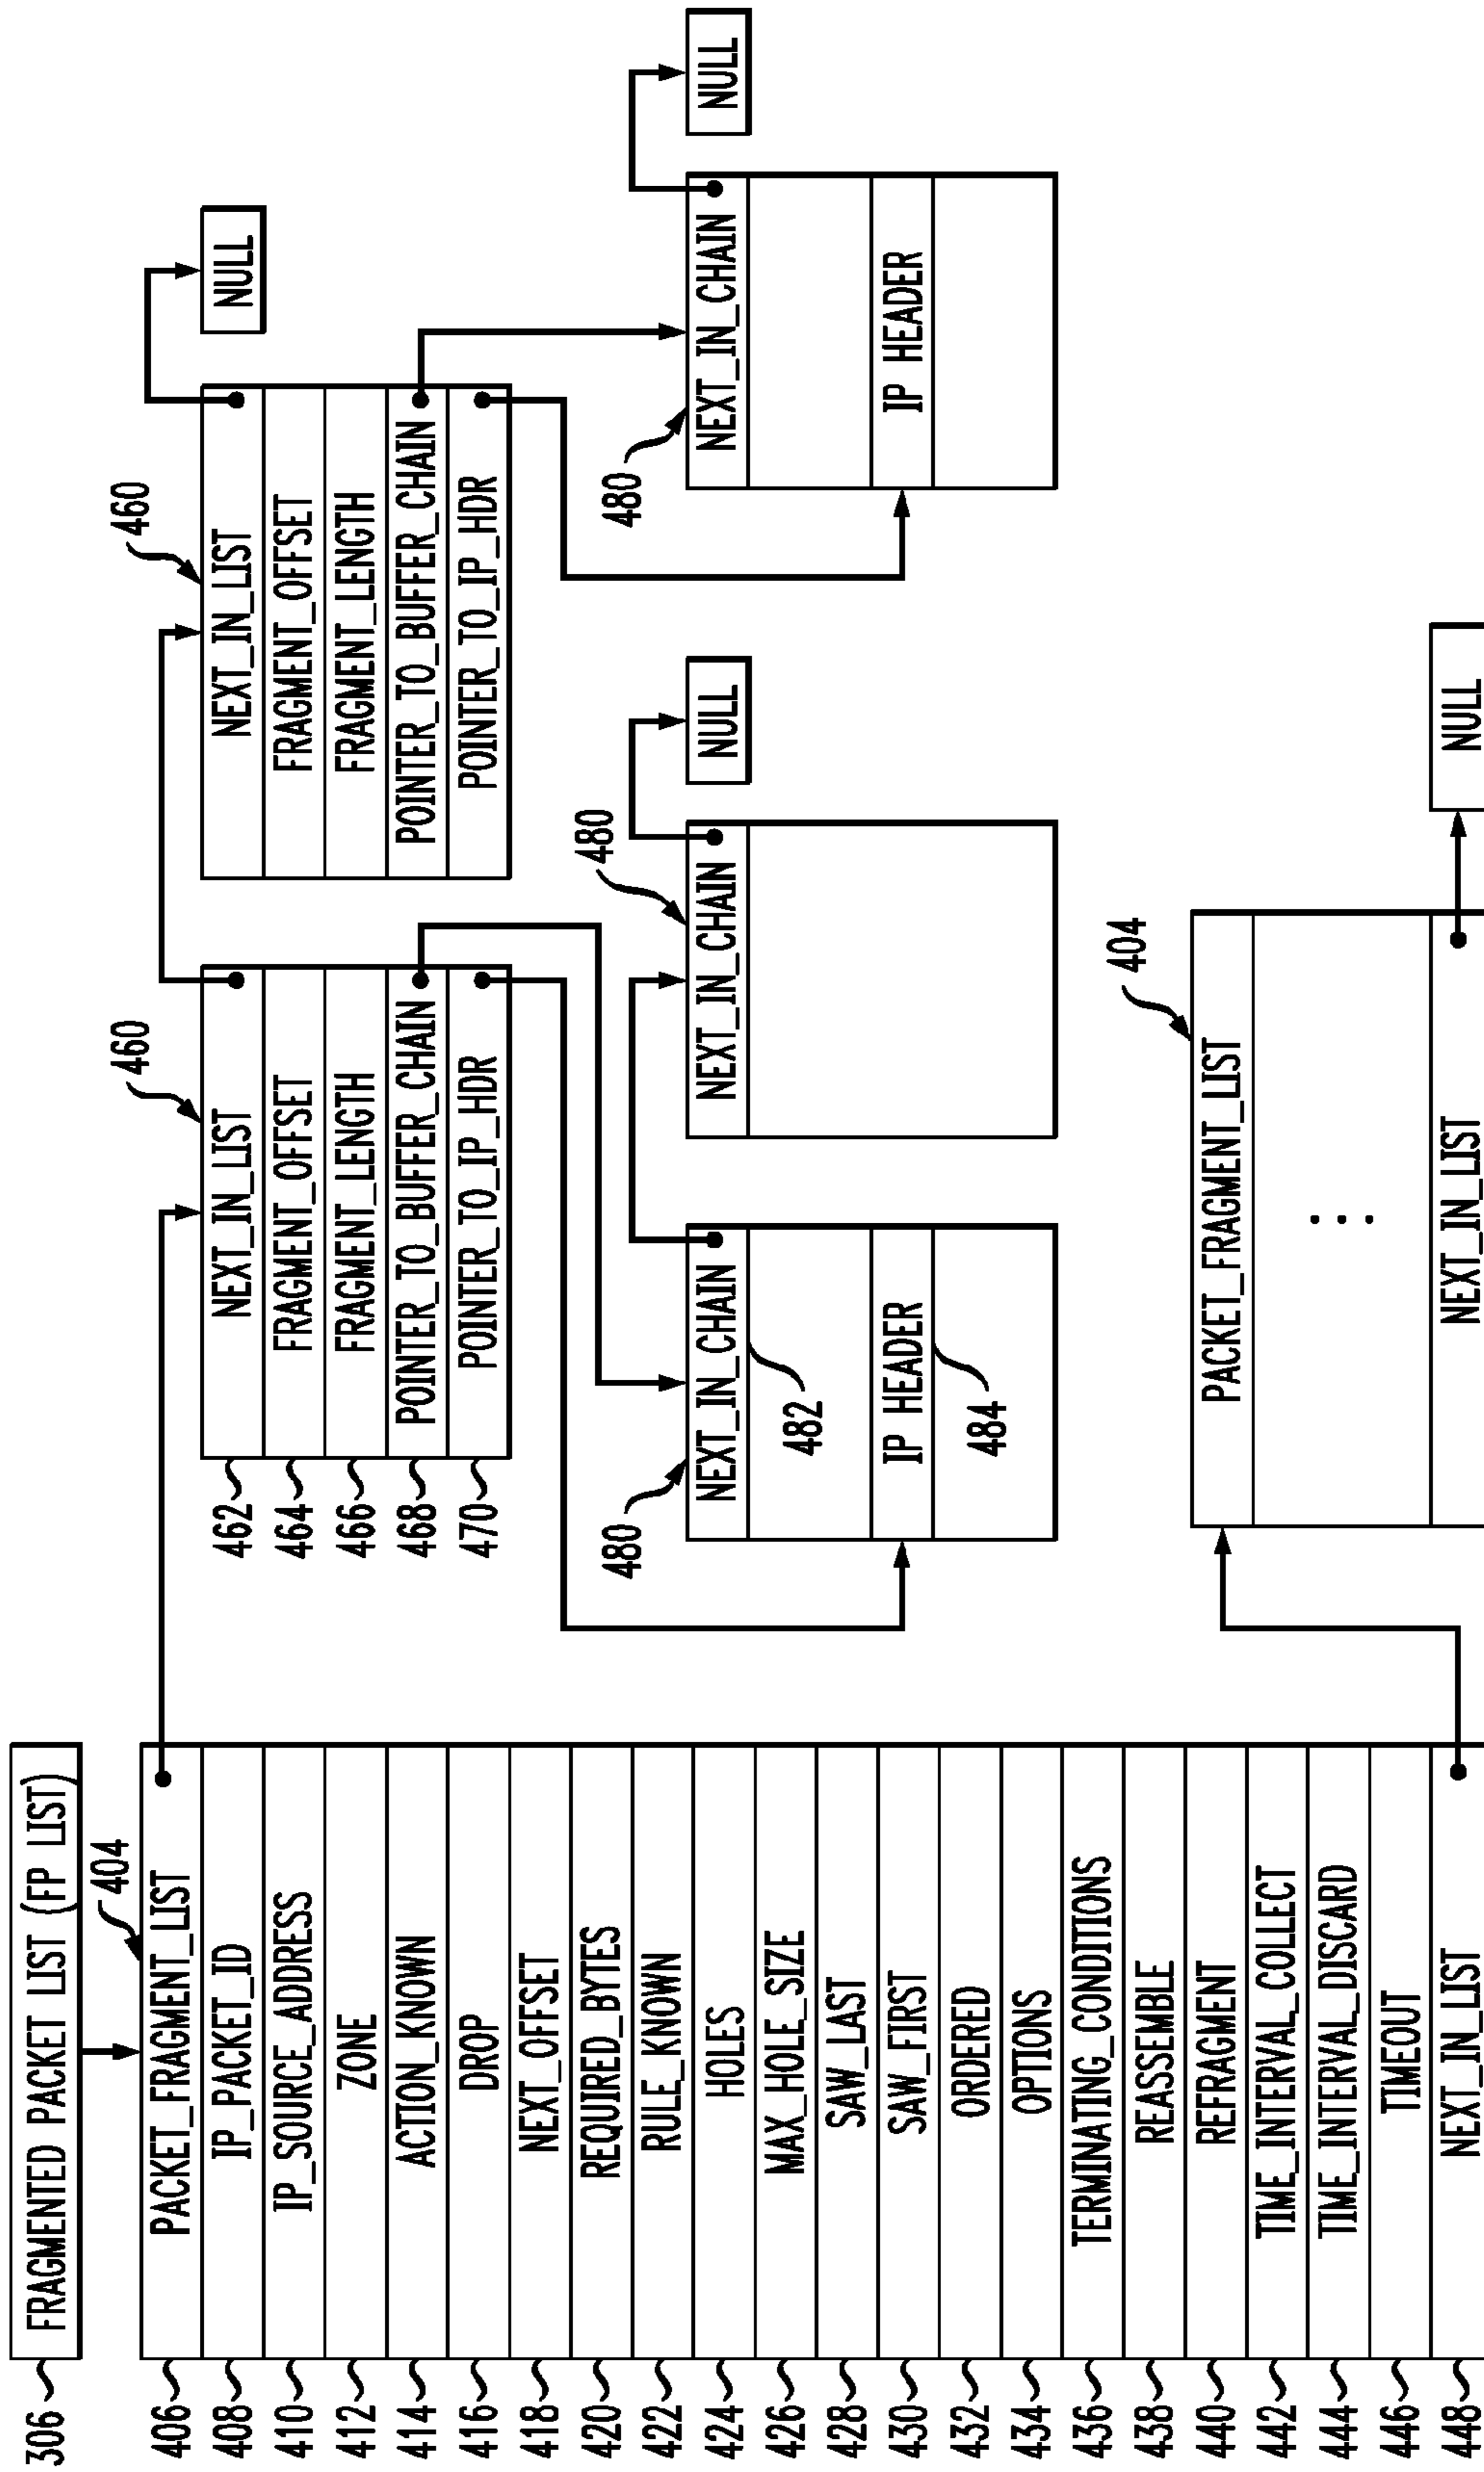 306
FRAGMENTED PACKET LIST (FP LIST)
404
406
PACKET_FRAGMENT_LIST
408
IP_PACKET_ID
410
IP_SOURCE_ADDRESS
412
ZONE
414
ACTION_KNOWN
416
DROP
418
NEXT_OFFSET
420
REQUIRED_BYTES
422
RULE_KNOWN
424
HOLES
426
MAX_HOLE_SIZE
428
SAW_LAST
430
SAW_FIRST
432
ORDERED
434
OPTIONS
436
TERMINATING_CONDITIONS
438
REASSEMBLE
440
REFRAGMENT
442
TIME_INTERVAL_COLLECT
444
TIME_INTERVAL_DISCARD
446
TIMEOUT
448
NEXT_IN_LIST
460
462
NEXT_IN_LIST
464
FRAGMENT_OFFSET
466
FRAGMENT_LENGTH
468
POINTER_TO_BUFFER_CHAIN
470
POINTER_TO_IP_HDR
460
NEXT_IN_LIST
FRAGMENT_OFFSET
FRAGMENT_LENGTH
POINTER_TO_BUFFER_CHAIN
POINTER_TO_IP_HDR
NULL
480
NEXT_IN_CHAIN
482
IP HEADER
484
480
NEXT_IN_CHAIN
NULL
480
NEXT_IN_CHAIN
IP HEADER
NULL
404
PACKET_FRAGMENT_LIST
...
NEXT_IN_LIST
NULL